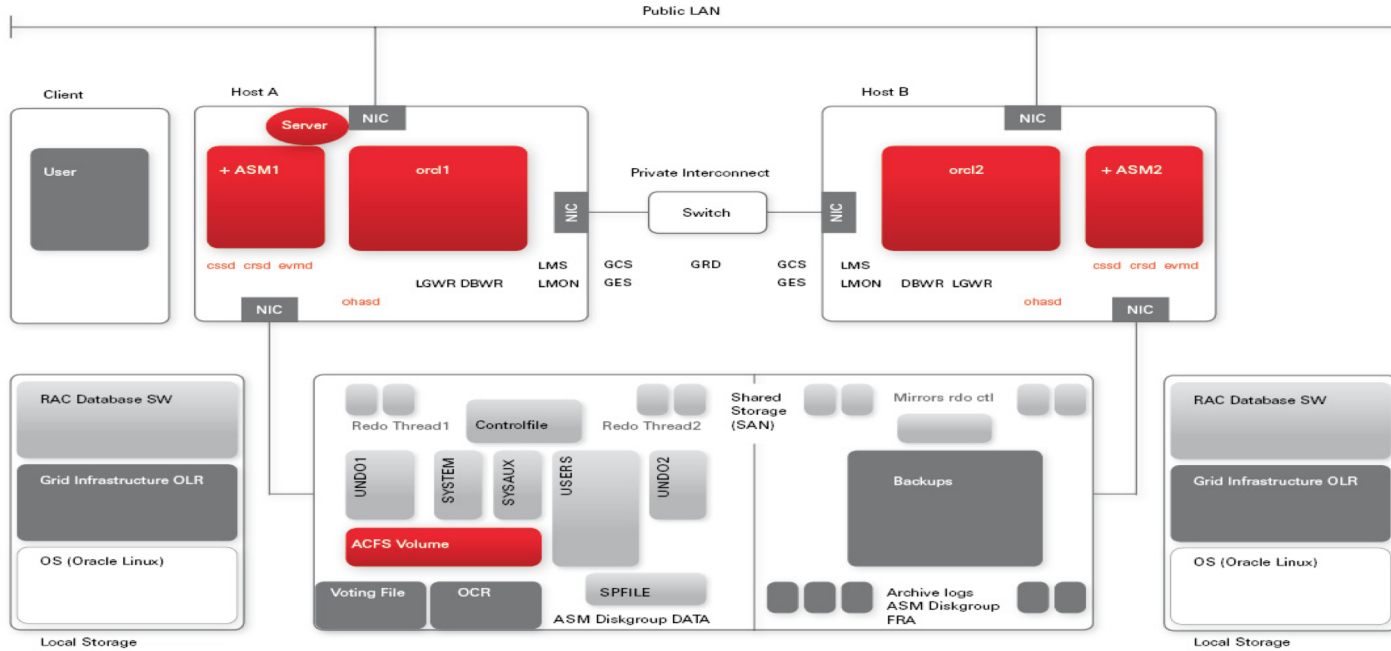 Public LAN
Client
Host A
Host B
Server
NIC
NIC
User
+ ASM1
orcl1
Private Interconnect
orcl2
+ ASM2
NIC
Switch
NIC
cssd crsd evmd
LMS
GCS
GRD
GCS
LMS
cssd crsd evmd
LGWR DBWR
LMON
GES
GES
LMON
DBWR LGWR
ohasd
ohasd
NIC
NIC
RAC Database SW
Grid Infrastructure OLR
OS (Oracle Linux)
Local Storage
Redo Thread1
Controlfile
Redo Thread2
UNDO1
SYSTEM
SYSAUX
USERS
UNDO2
ACFS Volume
Voting File
OCR
SPFILE
ASM Diskgroup DATA
Shared
Storage
(SAN)
Mirrors rdo ctl
Backups
Archive logs
ASM Diskgroup
FRA
RAC Database SW
Grid Infrastructure OLR
OS (Oracle Linux)
Local Storage